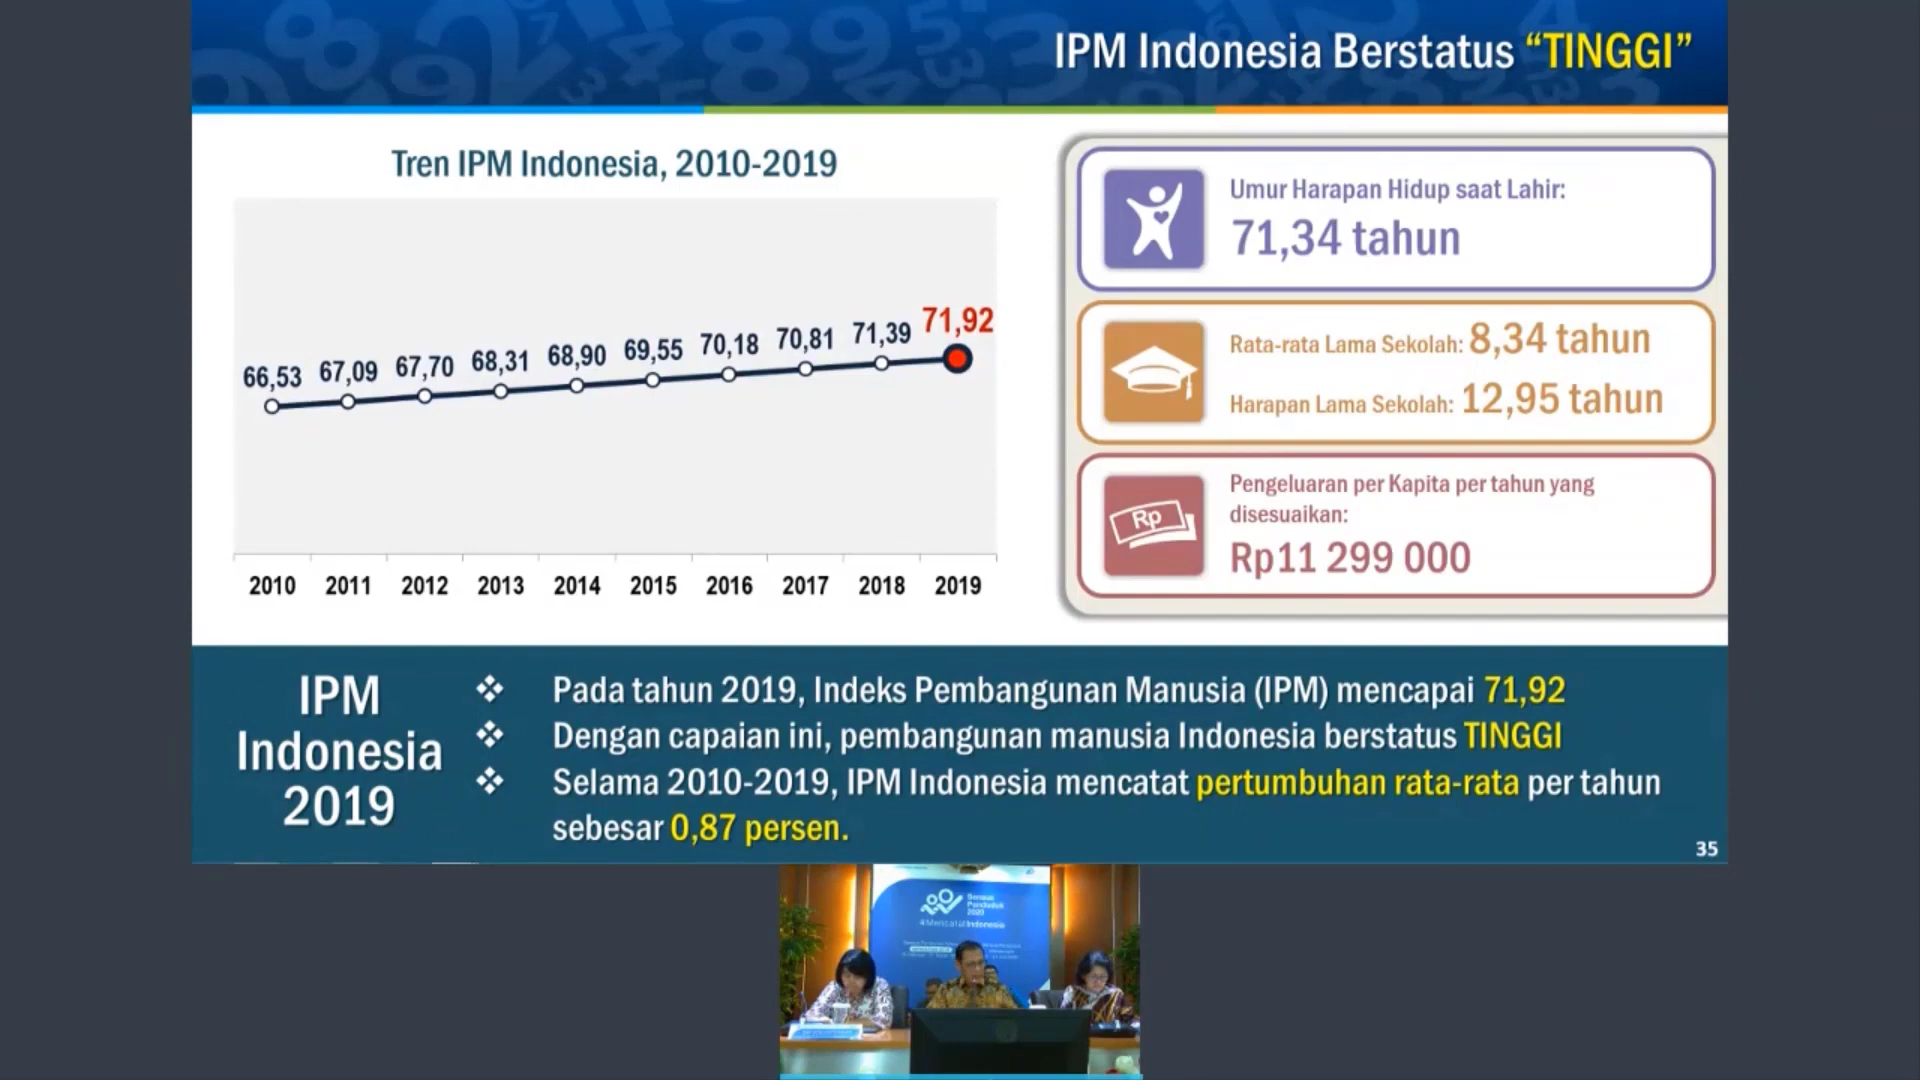 IPM Indonesia Berstatus “TINGGI”
Tren IPM Indonesia, 2010-2019
66,53 67,09 67,70 68,31 68,90 69,55 70,18 70,81 71,39 71,92
2010 2011 2012 2013 2014 2015 2016 2017 2018 2019
Umur Harapan Hidup saat Lahir:
71,34 tahun
Rata-rata Lama Sekolah: 8,34 tahun
Harapan Lama Sekolah: 12,95 tahun
Rp
Pengeluaran per Kapita per tahun yang
disesuaikan:
Rp11 299 000
IPM
Indonesia
2019
Pada tahun 2019, Indeks Pembangunan Manusia (IPM) mencapai 71,92
Dengan capaian ini, pembangunan manusia Indonesia berstatus TINGGI
Selama 2010-2019, IPM Indonesia mencatat pertumbuhan rata-rata per tahun
sebesar 0,87 persen.
35
Sensus
Penduduk
2020
#MencatatIndonesia